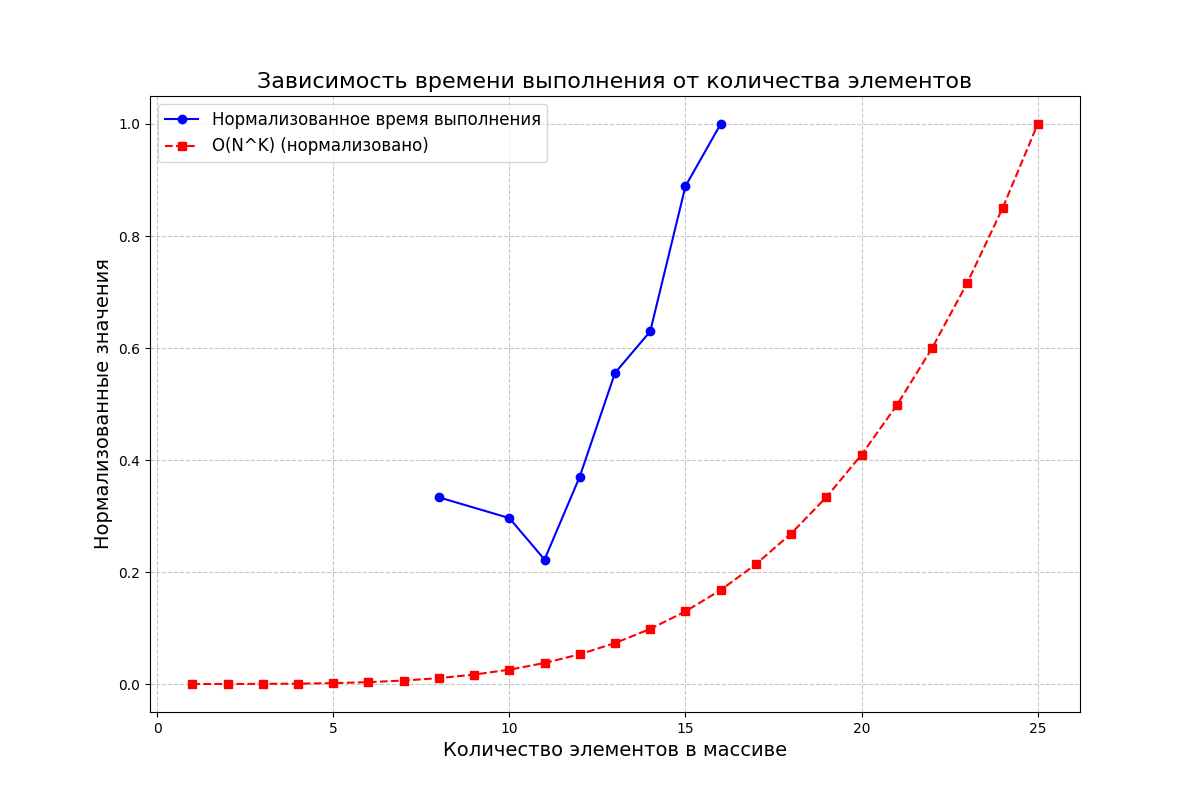 Зависимость времени выполнения от количества элементов
Нормализованное время выполнения
O(N^K) (нормализовано)
Нормализованные значения
1.0
0.8
0.6
0.4
0.2
0.0
0 5 10 15 20 25
Количество элементов в массиве